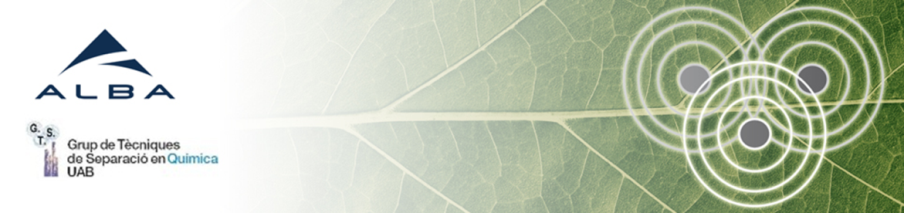 ALBA
G.
T.
S.
Grup de Tècniques
de Separació en Química
UAB